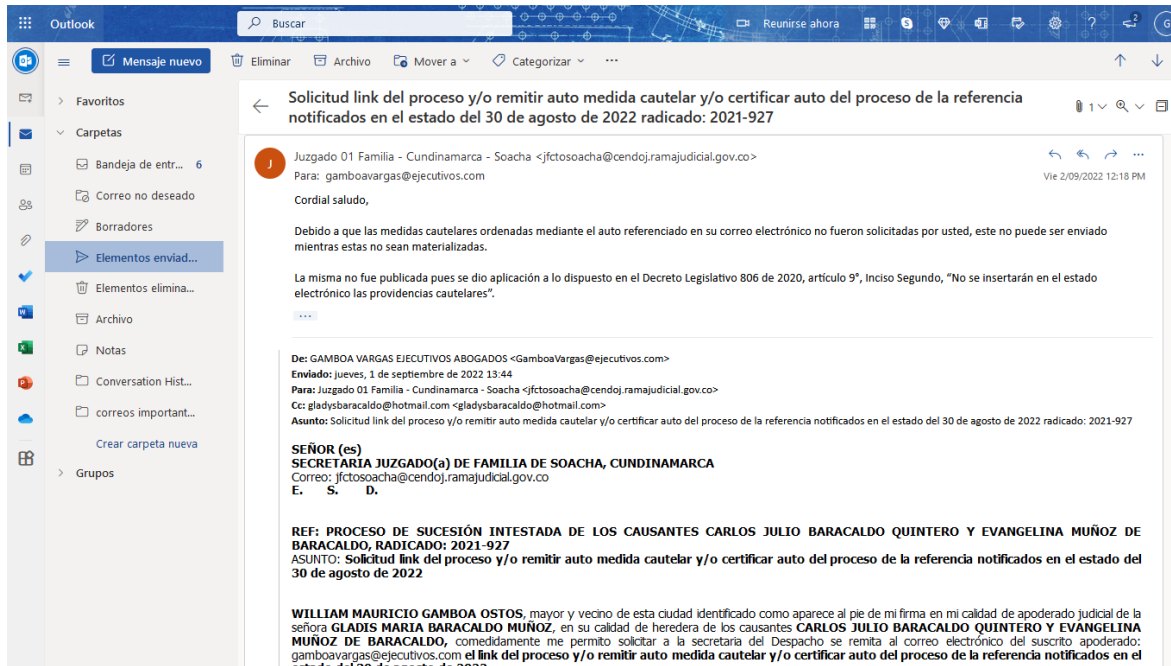 Outlook
Buscar
Reunirse ahora
2
Mensaje nuevo
Eliminar
Archivo
Mover a
Categorizar
Favoritos
Carpetas
Bandeja de entr... 6
Correo no deseado
Borradores
Elementos enviad...
Elementos elimina...
Archivo
Notas
Conversation Hist...
correos important...
Crear carpeta nueva
Grupos
Solicitud link del proceso y/o remitir auto medida cautelar y/o certificar auto del proceso de la referencia
notificados en el estado del 30 de agosto de 2022 radicado: 2021-927
1
J
Juzgado 01 Familia - Cundinamarca - Soacha <jfctosoacha@cendoj.ramajudicial.gov.co>
Para: gamboavargas@ejecutivos.com
Vie 2/09/2022 12:18 PM
Cordial saludo,
Debido a que las medidas cautelares ordenadas mediante el auto referenciado en su correo electrónico no fueron solicitadas por usted, este no puede ser enviado
mientras estas no sean materializadas.
La misma no fue publicada pues se dio aplicación a lo dispuesto en el Decreto Legislativo 806 de 2020, artículo 9°, Inciso Segundo, “No se insertarán en el estado
electrónico las providencias cautelares”.
...
De: GAMBOA VARGAS EJECUTIVOS ABOGADOS <GamboaVargas@ejecutivos.com>
Enviado: jueves, 1 de septiembre de 2022 13:44
Para: Juzgado 01 Familia - Cundinamarca - Soacha <jfctosoacha@cendoj.ramajudicial.gov.co>
Cc: gladysbaracaldo@hotmail.com <gladysbaracaldo@hotmail.com>
Asunto: Solicitud link del proceso y/o remitir auto medida cautelar y/o certificar auto del proceso de la referencia notificados en el estado del 30 de agosto de 2022 radicado: 2021-927
SEÑOR (es)
SECRETARIA JUZGADO(a) DE FAMILIA DE SOACHA, CUNDINAMARCA
Correo: jfctosoacha@cendoj.ramajudicial.gov.co
E. S. D.
REF: PROCESO DE SUCESIÓN INTESTADA DE LOS CAUSANTES CARLOS JULIO BARACALDO QUINTERO Y EVANGELINA MUÑOZ DE
BARACALDO, RADICADO: 2021-927
ASUNTO: Solicitud link del proceso y/o remitir auto medida cautelar y/o certificar auto del proceso de la referencia notificados en el estado del
30 de agosto de 2022
WILLIAM MAURICIO GAMBOA OSTOS, mayor y vecino de esta ciudad identificado como aparece al pie de mi firma en mi calidad de apoderado judicial de la
señora GLADIS MARIA BARACALDO MUÑOZ, en su calidad de heredera de los causantes CARLOS JULIO BARACALDO QUINTERO Y EVANGELINA
MUÑOZ DE BARACALDO, comedidamente me permito solicitar a la secretaria del Despacho se remita al correo electrónico del suscrito apoderado:
gamboavargas@ejecutivos.com el link del proceso y/o remitir auto medida cautelar y/o certificar auto del proceso de la referencia notificados en el
estado del 30 de agosto de 2022